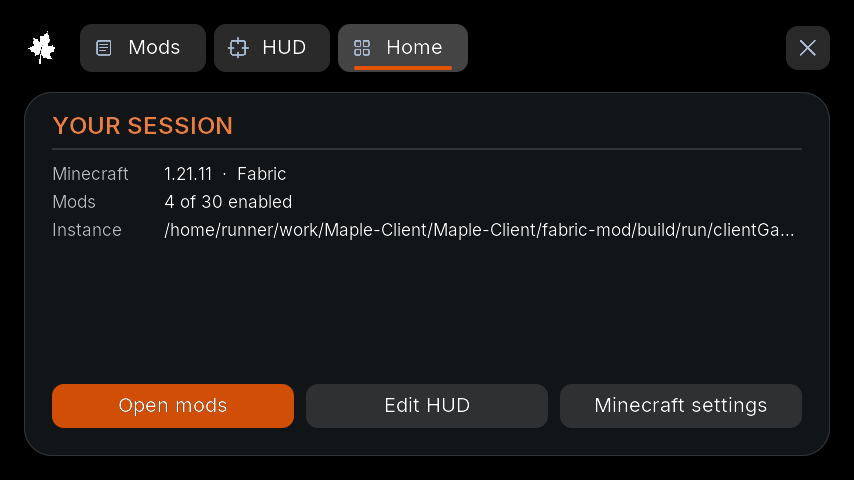 Mods HUD Home
YOUR SESSION
Minecraft 1.21.11 · Fabric
Mods 4 of 30 enabled
Instance /home/runner/work/Maple-Client/Maple-Client/fabric-mod/build/run/clientGa...
Open mods Edit HUD Minecraft settings